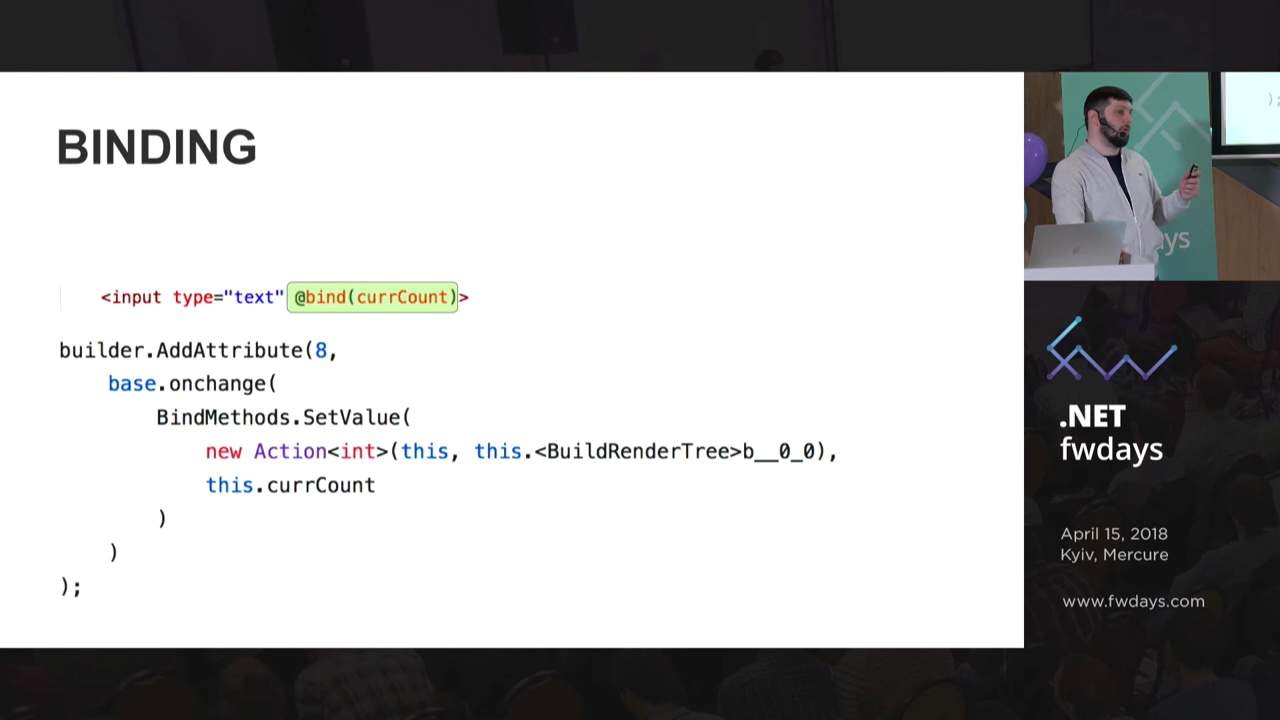 BINDING
<input type="text" @bind(currCount)>
builder.AddAttribute(8,
base.onchange(
BindMethods.SetValue(
new Action<int>(this, this.<BuildRenderTree>b__0_0),
this.currCount
)
)
);
);
ys
.NET
fwdays
April 15, 2018
Kyiv, Mercure
www.fwdays.com